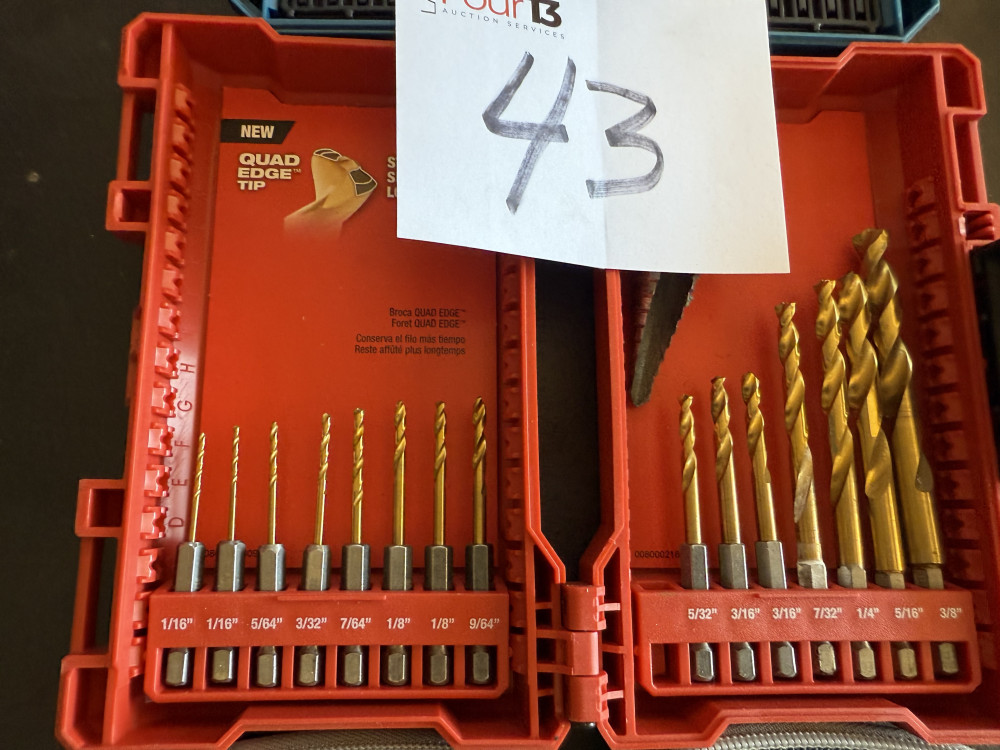 Four 13
AUCTION SERVICES
43
NEW
QUAD
EDGE™
TIP
Broca QUAD EDGE™
Foret QUAD EDGE™
Conserva el filo más tiempo
Reste affûté plus longtemps
H
G
F
E
D
1/16" 1/16" 5/64" 3/32" 7/64" 1/8" 1/8" 9/64"
5/32" 3/16" 3/16" 7/32" 1/4" 5/16" 3/8"